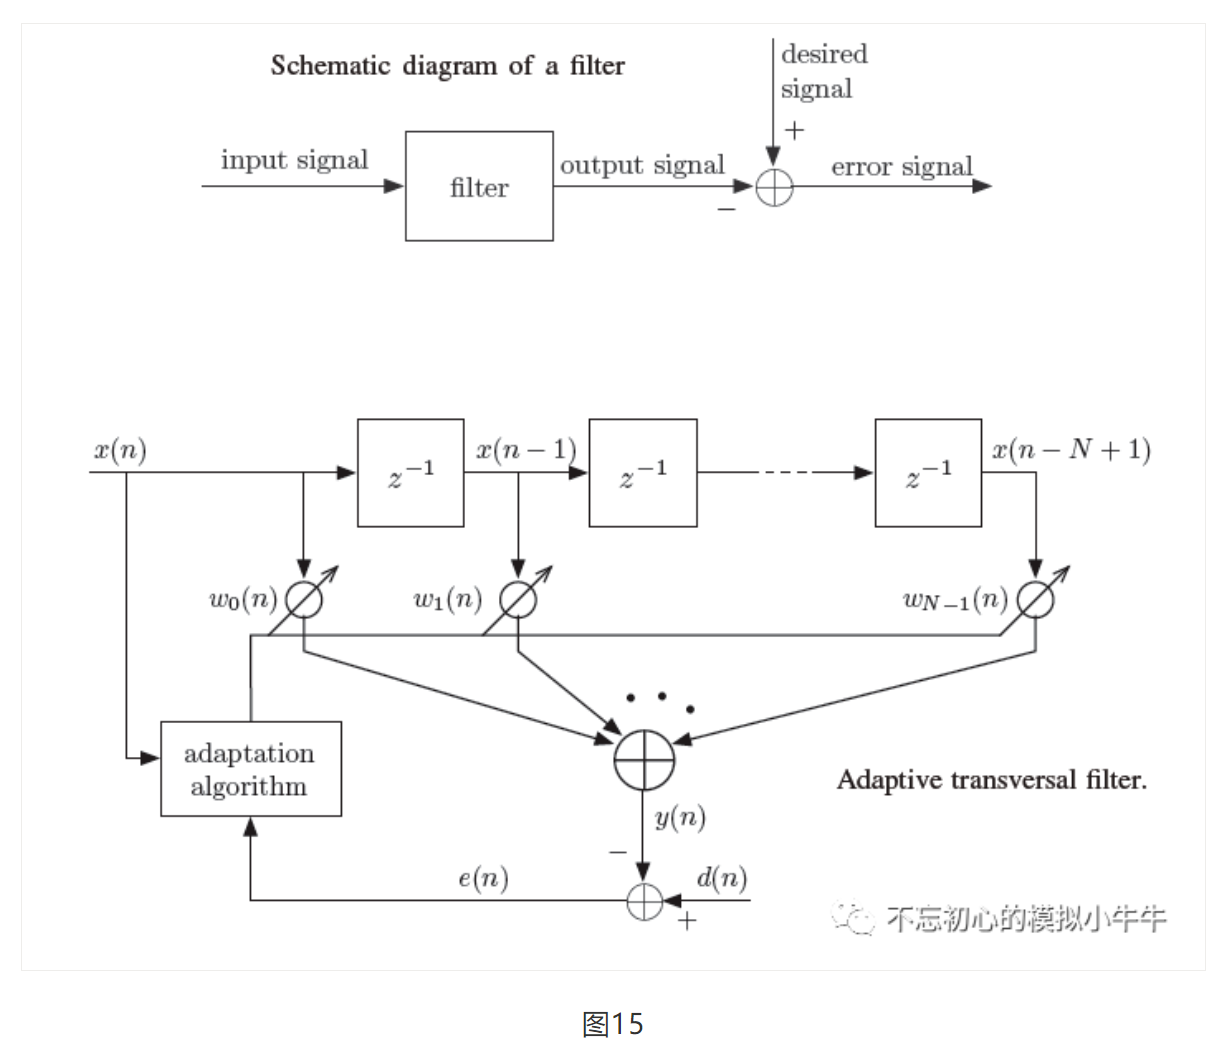 Schematic diagram of a filter
desired
signal
+
input signal
filter
output signal
−
error signal
x(n)
z⁻¹
x(n − 1)
z⁻¹
z⁻¹
x(n − N + 1)
w₀(n)
w₁(n)
w_{N−1}(n)
adaptation
algorithm
Adaptive transversal filter.
y(n)
−
e(n)
d(n)
+
不忘初心的模拟小牛牛
图15